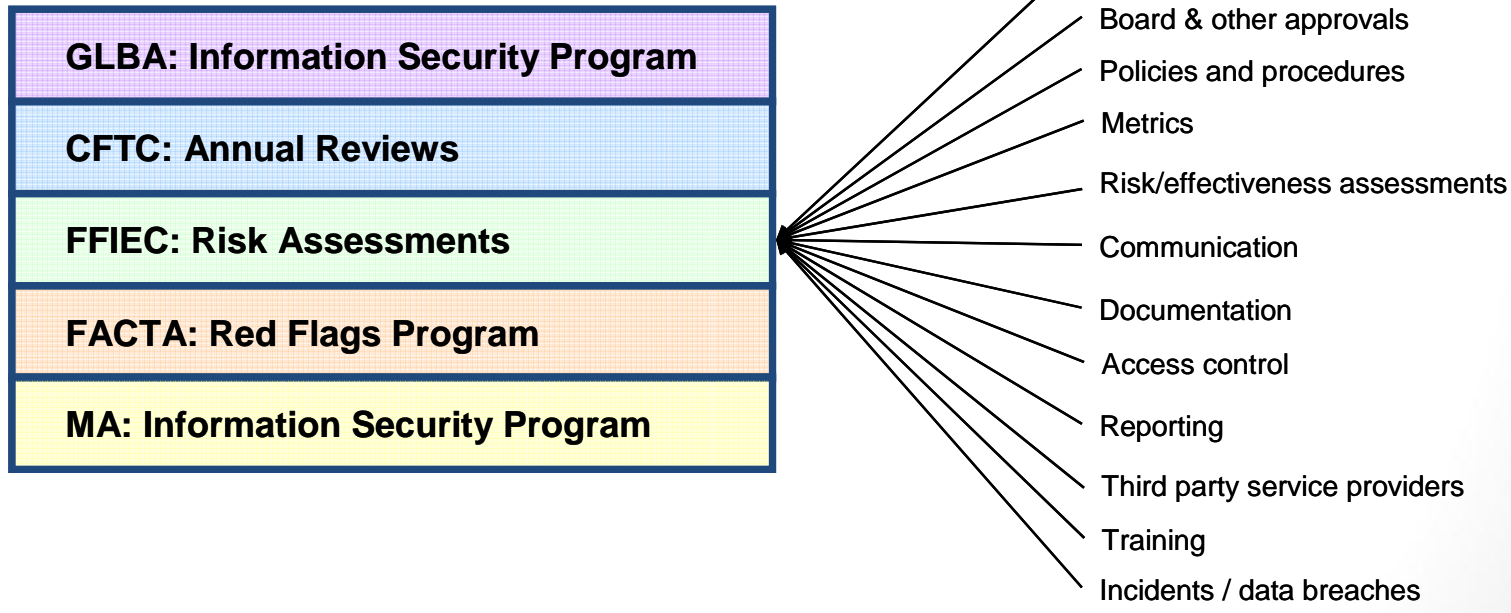 GLBA: Information Security Program
CFTC: Annual Reviews
FFIEC: Risk Assessments
FACTA: Red Flags Program
MA: Information Security Program
Board & other approvals
Policies and procedures
Metrics
Risk/effectiveness assessments
Communication
Documentation
Access control
Reporting
Third party service providers
Training
Incidents / data breaches